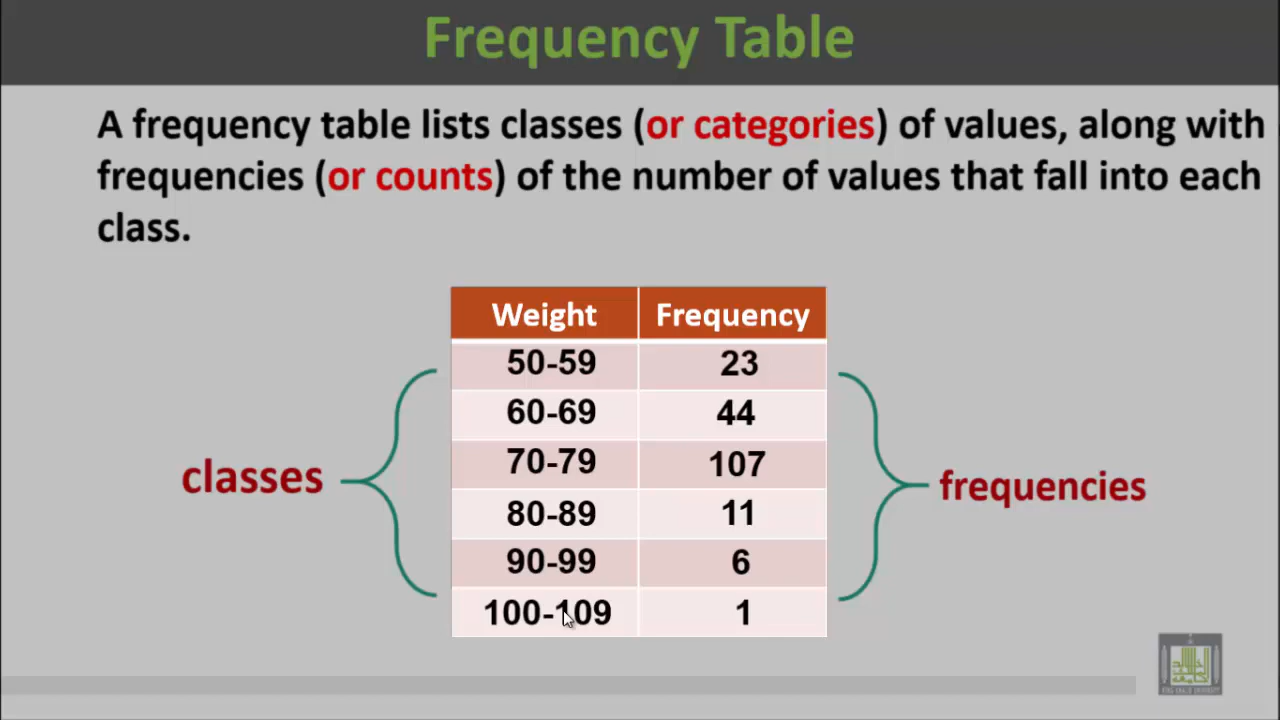 Frequency Table
A frequency table lists classes (or categories) of values, along with
frequencies (or counts) of the number of values that fall into each
class.
Weight Frequency
50-59 23
60-69 44
70-79 107
80-89 11
90-99 6
100-109 1
classes
frequencies